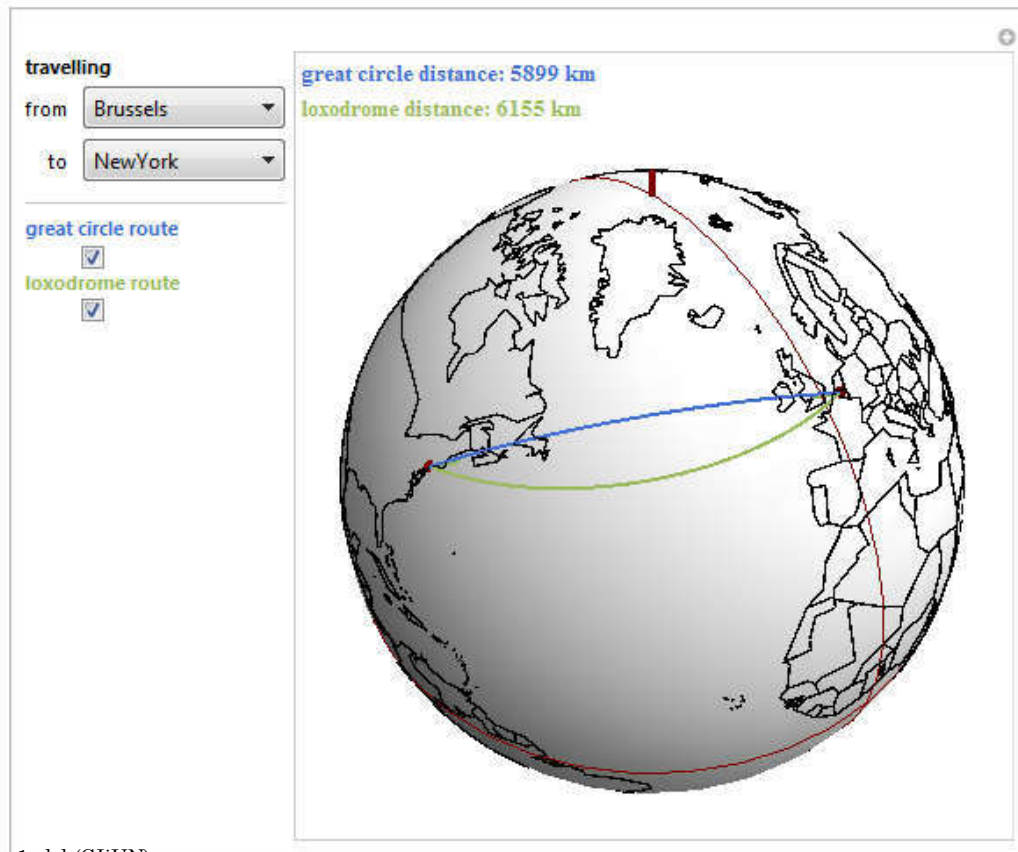 travelling
from Brussels
to NewYork
great circle route
loxodrome route
great circle distance: 5899 km
loxodrome distance: 6155 km